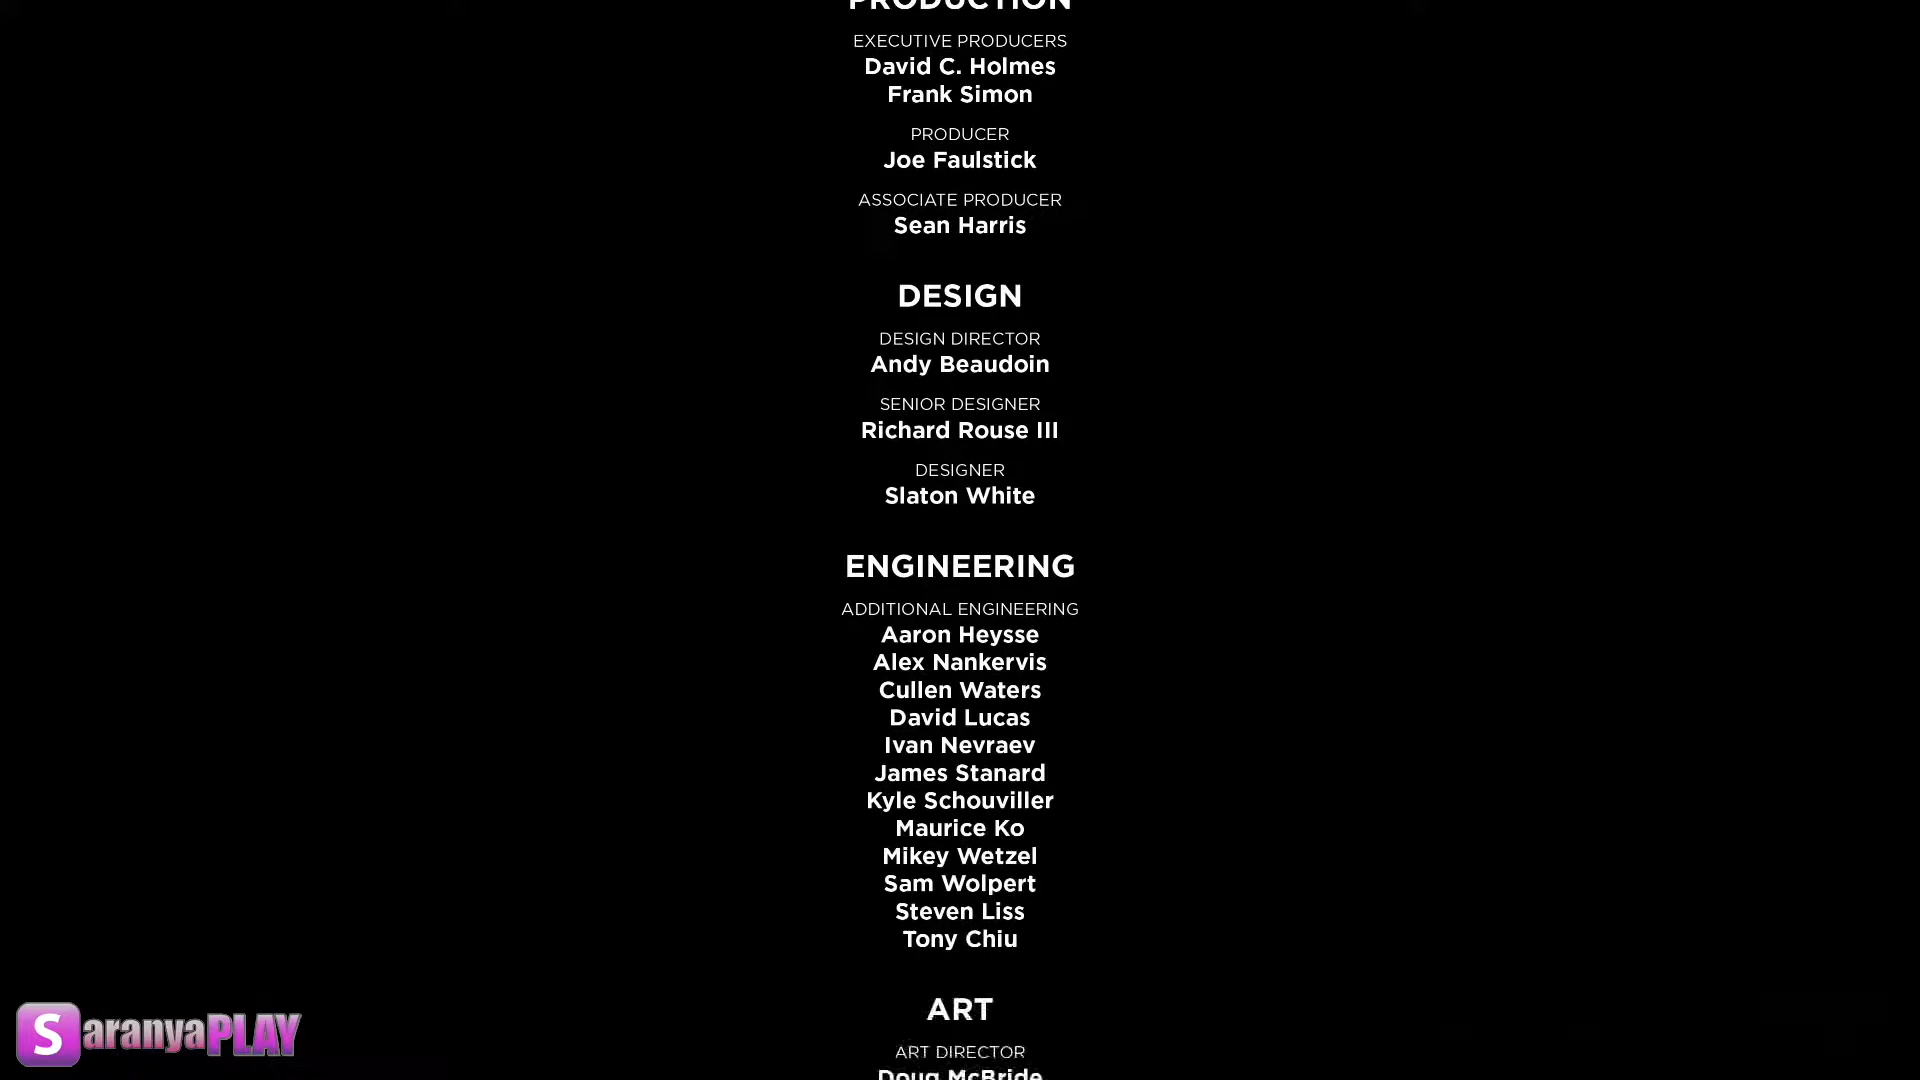 PRODUCTION
EXECUTIVE PRODUCERS
David C. Holmes
Frank Simon
PRODUCER
Joe Faulstick
ASSOCIATE PRODUCER
Sean Harris
DESIGN
DESIGN DIRECTOR
Andy Beaudoin
SENIOR DESIGNER
Richard Rouse III
DESIGNER
Slaton White
ENGINEERING
ADDITIONAL ENGINEERING
Aaron Heysse
Alex Nankervis
Cullen Waters
David Lucas
Ivan Nevraev
James Stanard
Kyle Schouviller
Maurice Ko
Mikey Wetzel
Sam Wolpert
Steven Liss
Tony Chiu
ART
ART DIRECTOR
Doug McBride
SaranyaPLAY